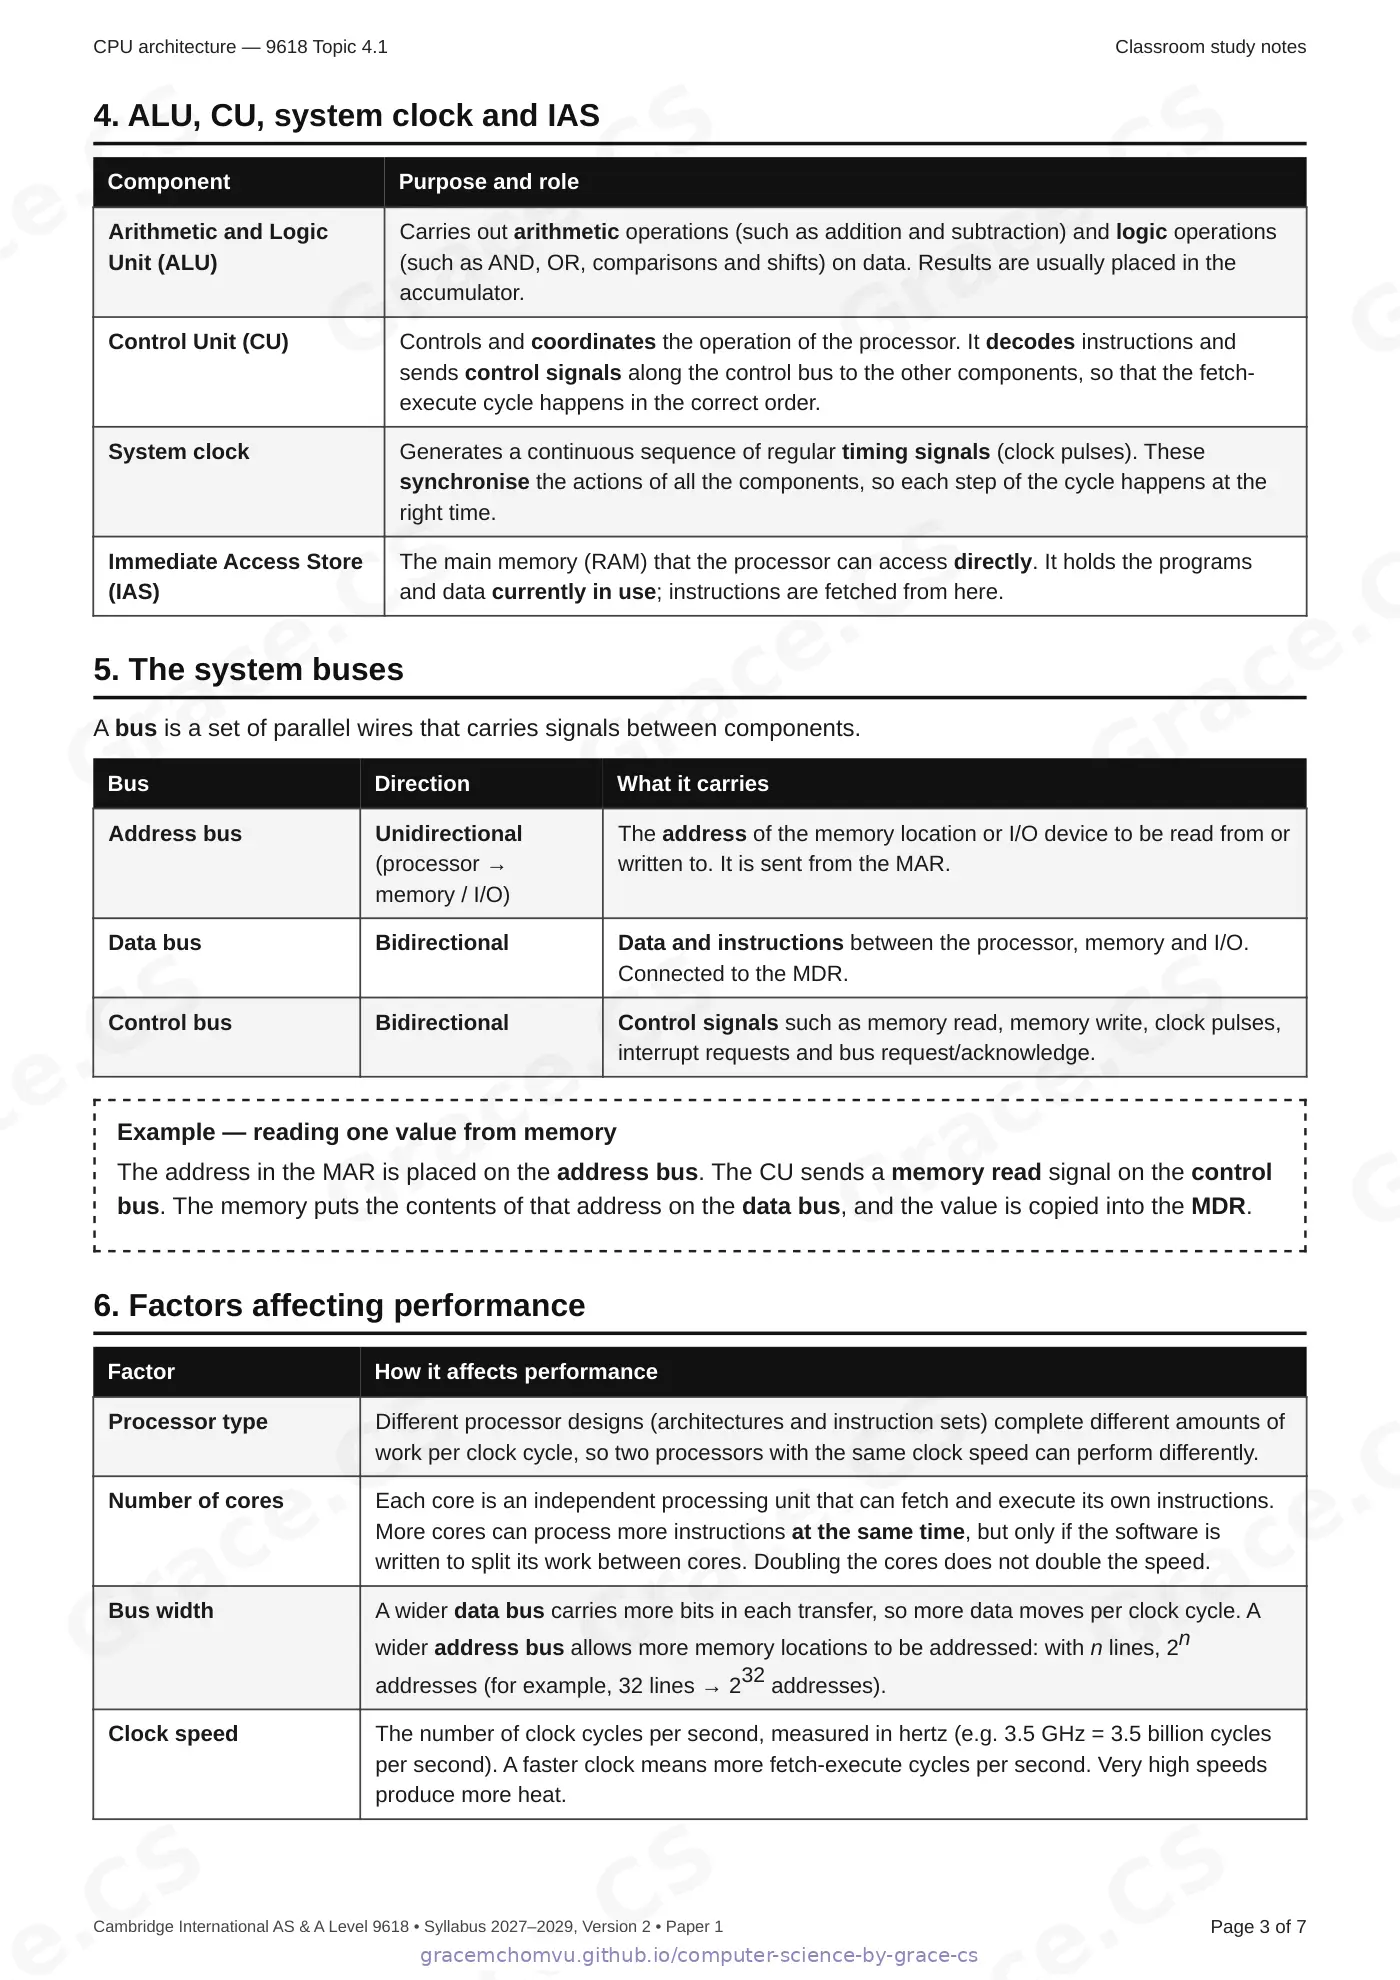 CPU architecture — 9618 Topic 4.1
Classroom study notes
4. ALU, CU, system clock and IAS
Component
Purpose and role
Arithmetic and Logic
Unit (ALU)
Carries out arithmetic operations (such as addition and subtraction) and logic operations
(such as AND, OR, comparisons and shifts) on data. Results are usually placed in the
accumulator.
Control Unit (CU)
Controls and coordinates the operation of the processor. It decodes instructions and
sends control signals along the control bus to the other components, so that the fetch-
execute cycle happens in the correct order.
System clock
Generates a continuous sequence of regular timing signals (clock pulses). These
synchronise the actions of all the components, so each step of the cycle happens at the
right time.
Immediate Access Store
(IAS)
The main memory (RAM) that the processor can access directly. It holds the programs
and data currently in use; instructions are fetched from here.
5. The system buses
A bus is a set of parallel wires that carries signals between components.
Bus
Direction
What it carries
Address bus
Unidirectional
(processor →
memory / I/O)
The address of the memory location or I/O device to be read from or
written to. It is sent from the MAR.
Data bus
Bidirectional
Data and instructions between the processor, memory and I/O.
Connected to the MDR.
Control bus
Bidirectional
Control signals such as memory read, memory write, clock pulses,
interrupt requests and bus request/acknowledge.
Example — reading one value from memory
The address in the MAR is placed on the address bus. The CU sends a memory read signal on the control
bus. The memory puts the contents of that address on the data bus, and the value is copied into the MDR.
6. Factors affecting performance
Factor
How it affects performance
Processor type
Different processor designs (architectures and instruction sets) complete different amounts of
work per clock cycle, so two processors with the same clock speed can perform differently.
Number of cores
Each core is an independent processing unit that can fetch and execute its own instructions.
More cores can process more instructions at the same time, but only if the software is
written to split its work between cores. Doubling the cores does not double the speed.
Bus width
A wider data bus carries more bits in each transfer, so more data moves per clock cycle. A
wider address bus allows more memory locations to be addressed: with n lines, 2^n
addresses (for example, 32 lines → 2^32 addresses).
Clock speed
The number of clock cycles per second, measured in hertz (e.g. 3.5 GHz = 3.5 billion cycles
per second). A faster clock means more fetch-execute cycles per second. Very high speeds
produce more heat.
Cambridge International AS & A Level 9618 • Syllabus 2027–2029, Version 2 • Paper 1
Page 3 of 7
gracemchomvu.github.io/computer-science-by-grace-cs
Grace.CS